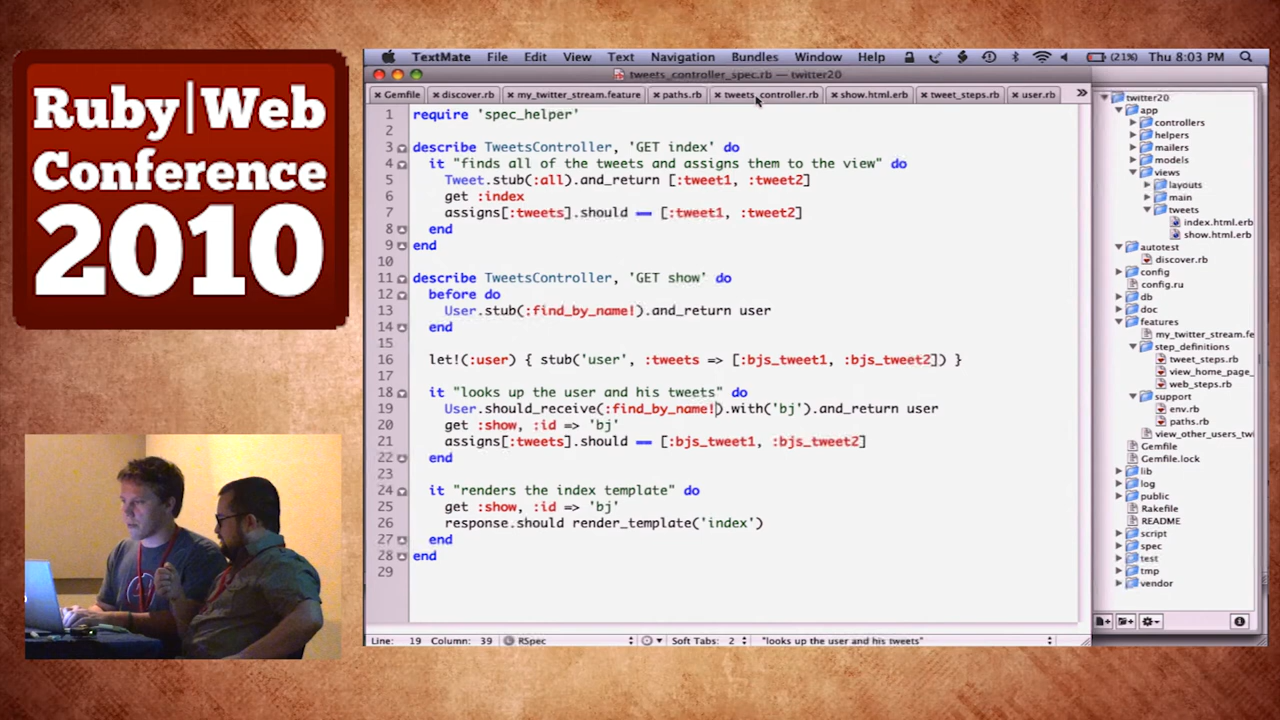 Ruby|Web
Conference
2010
TextMate File Edit View Text Navigation Bundles Window Help (21%) Thu 8:03 PM
tweets_controller_spec.rb — twitter20
Gemfile discover.rb my_twitter_stream.feature paths.rb tweets_controller.rb show.html.erb tweet_steps.rb user.rb »
1 require 'spec_helper'
2
3 describe TweetsController, 'GET index' do
4 it "finds all of the tweets and assigns them to the view" do
5 Tweet.stub(:all).and_return [:tweet1, :tweet2]
6 get :index
7 assigns[:tweets].should == [:tweet1, :tweet2]
8 end
9 end
10
11 describe TweetsController, 'GET show' do
12 before do
13 User.stub(:find_by_name!).and_return user
14 end
15
16 let!(:user) { stub('user', :tweets => [:bjs_tweet1, :bjs_tweet2]) }
17
18 it "looks up the user and his tweets" do
19 User.should_receive(:find_by_name!).with('bj').and_return user
20 get :show, :id => 'bj'
21 assigns[:tweets].should == [:bjs_tweet1, :bjs_tweet2]
22 end
23
24 it "renders the index template" do
25 get :show, :id => 'bj'
26 response.should render_template('index')
27 end
28 end
29
Line: 19 Column: 39 RSpec Soft Tabs: 2 "looks up the user and his tweets"
twitter20
app
controllers
helpers
mailers
models
views
layouts
main
tweets
index.html.erb
show.html.erb
autotest
discover.rb
config
config.ru
db
doc
features
my_twitter_stream.fe
step_definitions
tweet_steps.rb
view_home_page_
web_steps.rb
support
env.rb
paths.rb
view_other_users_twi
Gemfile
Gemfile.lock
lib
log
public
Rakefile
README
script
spec
test
tmp
vendor